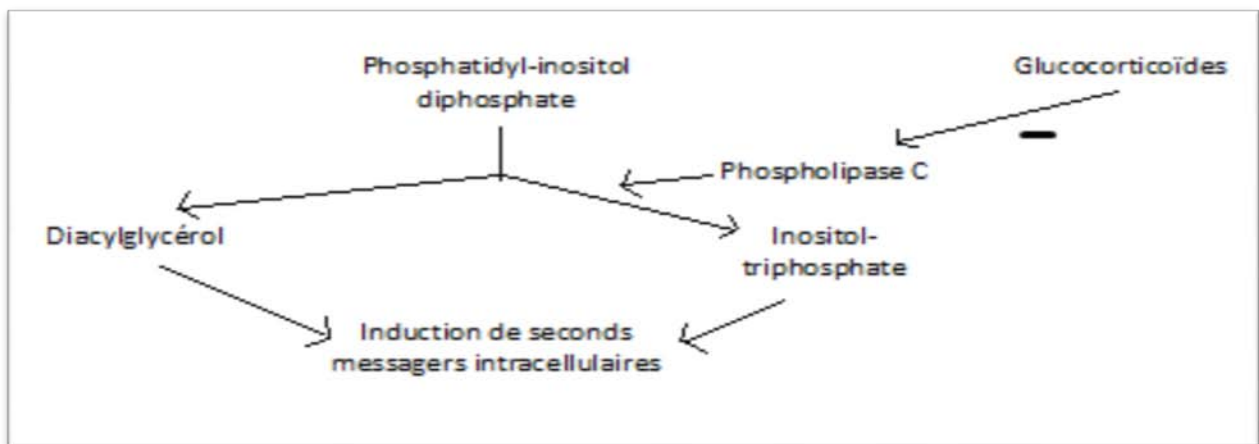 Phosphatidyl-inositol
diphosphate
Glucocorticoïdes
Phospholipase C
Diacylglycérol
Inositol-
triphosphate
Induction de seconds
messagers intracellulaires